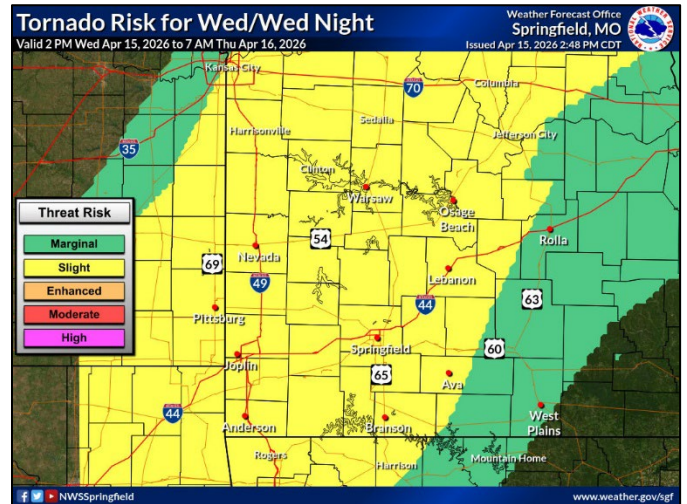 Tornado Risk for Wed/Wed Night
Valid 2 PM Wed Apr 15, 2026 to 7 AM Thu Apr 16, 2026
Weather Forecast Office
Springfield, MO
Issued Apr 15, 2026 2:48 PM CDT
Kansas City
70
Columbia
Harrisonville
Sedalia
Jefferson City
35
Clinton
Warsaw
Osage
Beach
Threat Risk
Marginal
Slight
Enhanced
Moderate
High
54
Rolla
69
Nevada
49
Lebanon
63
Pittsburg
44
Springfield
60
Joplin
65
Ava
44
Anderson
Branson
West
Plains
Rogers
Harrison
Mountain Home
NWSSpringfield
www.weather.gov/sgf